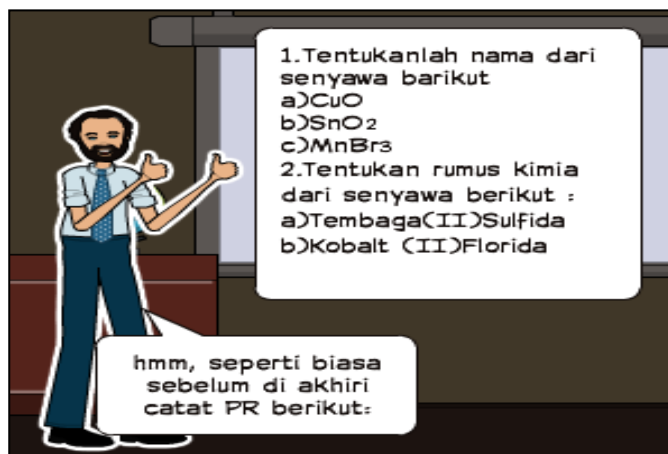 1.Tentukanlah nama dari
senyawa barikut
a)CuO
b)SnO2
c)MnBr3
2.Tentukan rumus kimia
dari senyawa berikut :
a)Tembaga(II)Sulfida
b)Kobalt (II)Florida
hmm, seperti biasa
sebelum di akhiri
catat PR berikut: